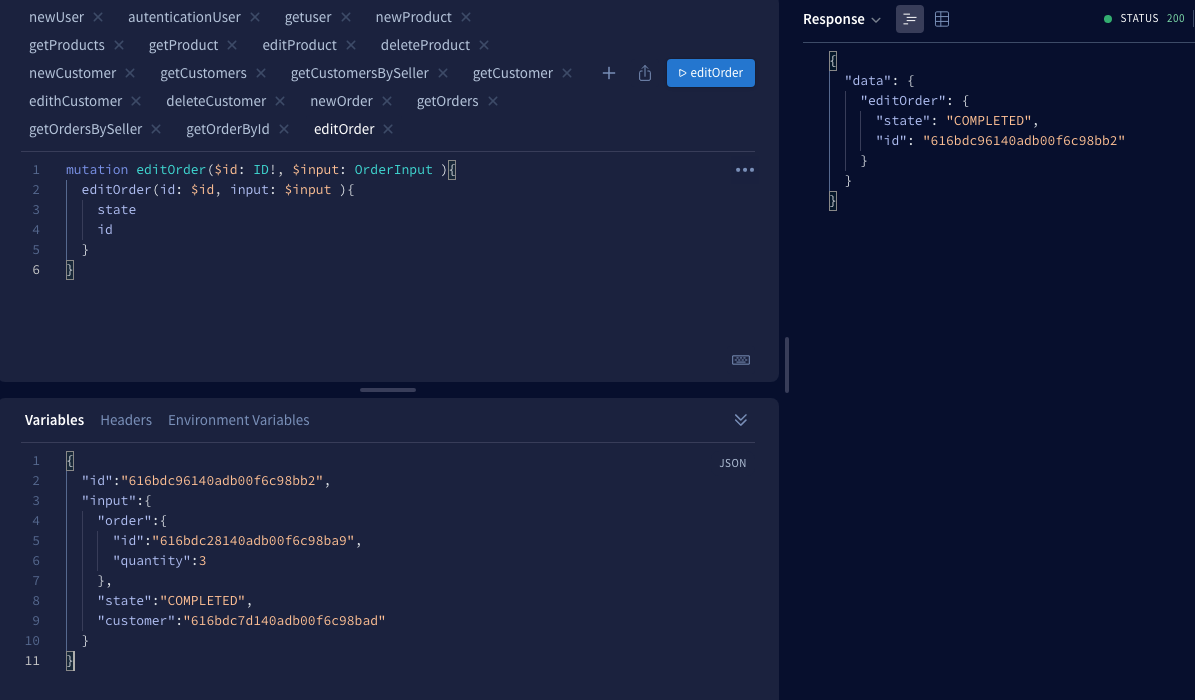 newUser autenticationUser getuser newProduct
getProducts getProduct editProduct deleteProduct
newCustomer getCustomers getCustomersBySeller getCustomer editOrder
edithCustomer deleteCustomer newOrder getOrders
getOrdersBySeller getOrderById editOrder
1 mutation editOrder($id: ID!, $input: OrderInput ){
2 editOrder(id: $id, input: $input ){
3 state
4 id
5 }
6 }
Variables Headers Environment Variables
JSON
1 {
2 "id":"616bdc96140adb00f6c98bb2",
3 "input":{
4 "order":{
5 "id":"616bdc28140adb00f6c98ba9",
6 "quantity":3
7 },
8 "state":"COMPLETED",
9 "customer":"616bdc7d140adb00f6c98bad"
10 }
11 }
Response STATUS 200
{
"data": {
"editOrder": {
"state": "COMPLETED",
"id": "616bdc96140adb00f6c98bb2"
}
}
}